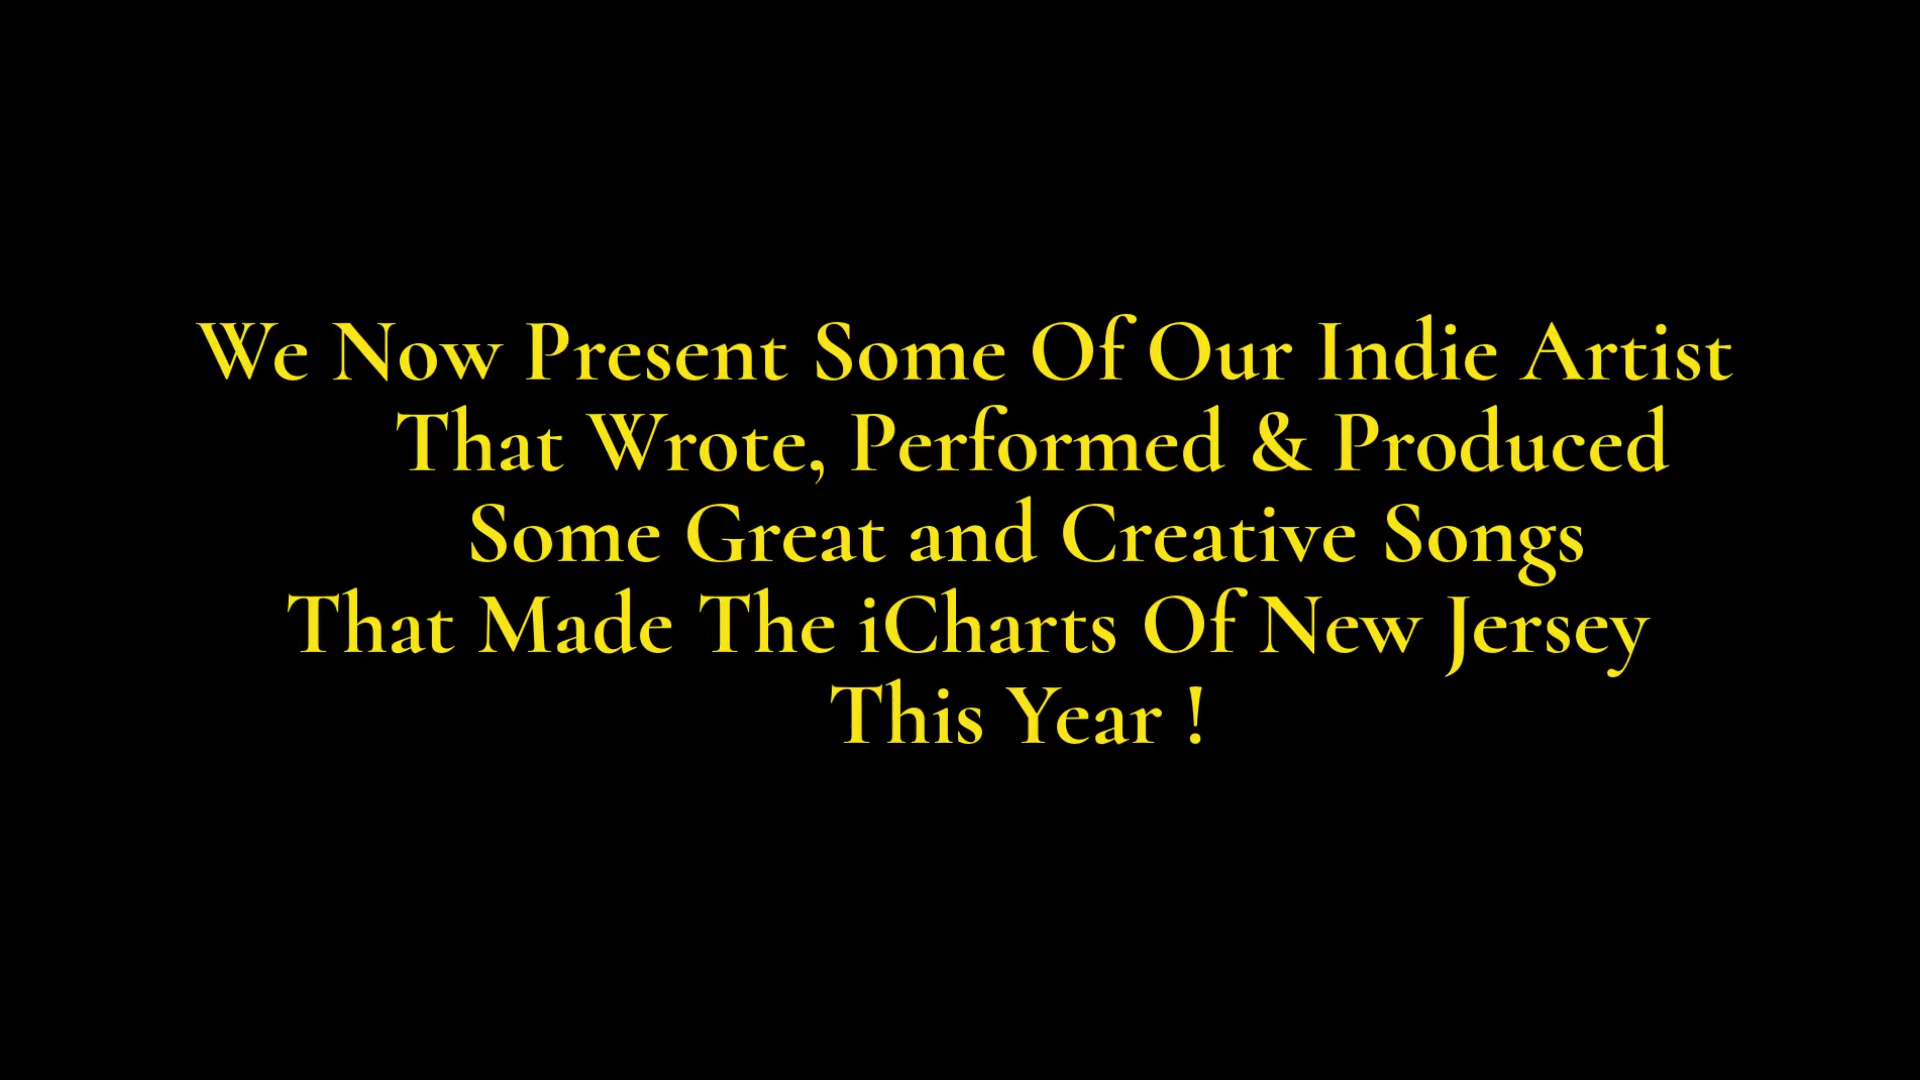 We Now Present Some Of Our Indie Artist
That Wrote, Performed & Produced
Some Great and Creative Songs
That Made The iCharts Of New Jersey
This Year !